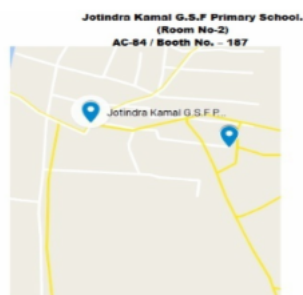 Jotindra Kamal G.S.F Primary School.
(Room No-2)
AC-84 / Booth No. – 187
Jotindra Kamal G.S.F P...